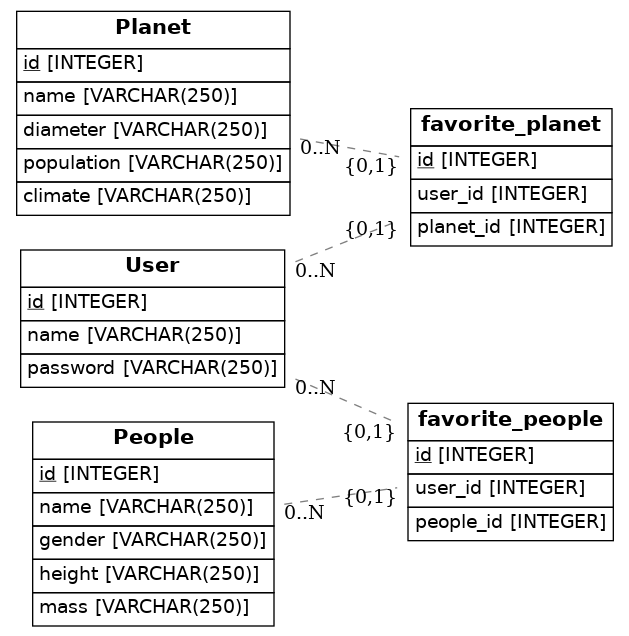 Planet
id [INTEGER]
name [VARCHAR(250)]
diameter [VARCHAR(250)]
population [VARCHAR(250)]
climate [VARCHAR(250)]
0..N
{0,1}
favorite_planet
id [INTEGER]
user_id [INTEGER]
planet_id [INTEGER]
User
id [INTEGER]
name [VARCHAR(250)]
password [VARCHAR(250)]
{0,1}
0..N
0..N
{0,1}
People
id [INTEGER]
name [VARCHAR(250)]
gender [VARCHAR(250)]
height [VARCHAR(250)]
mass [VARCHAR(250)]
0..N
{0,1}
favorite_people
id [INTEGER]
user_id [INTEGER]
people_id [INTEGER]